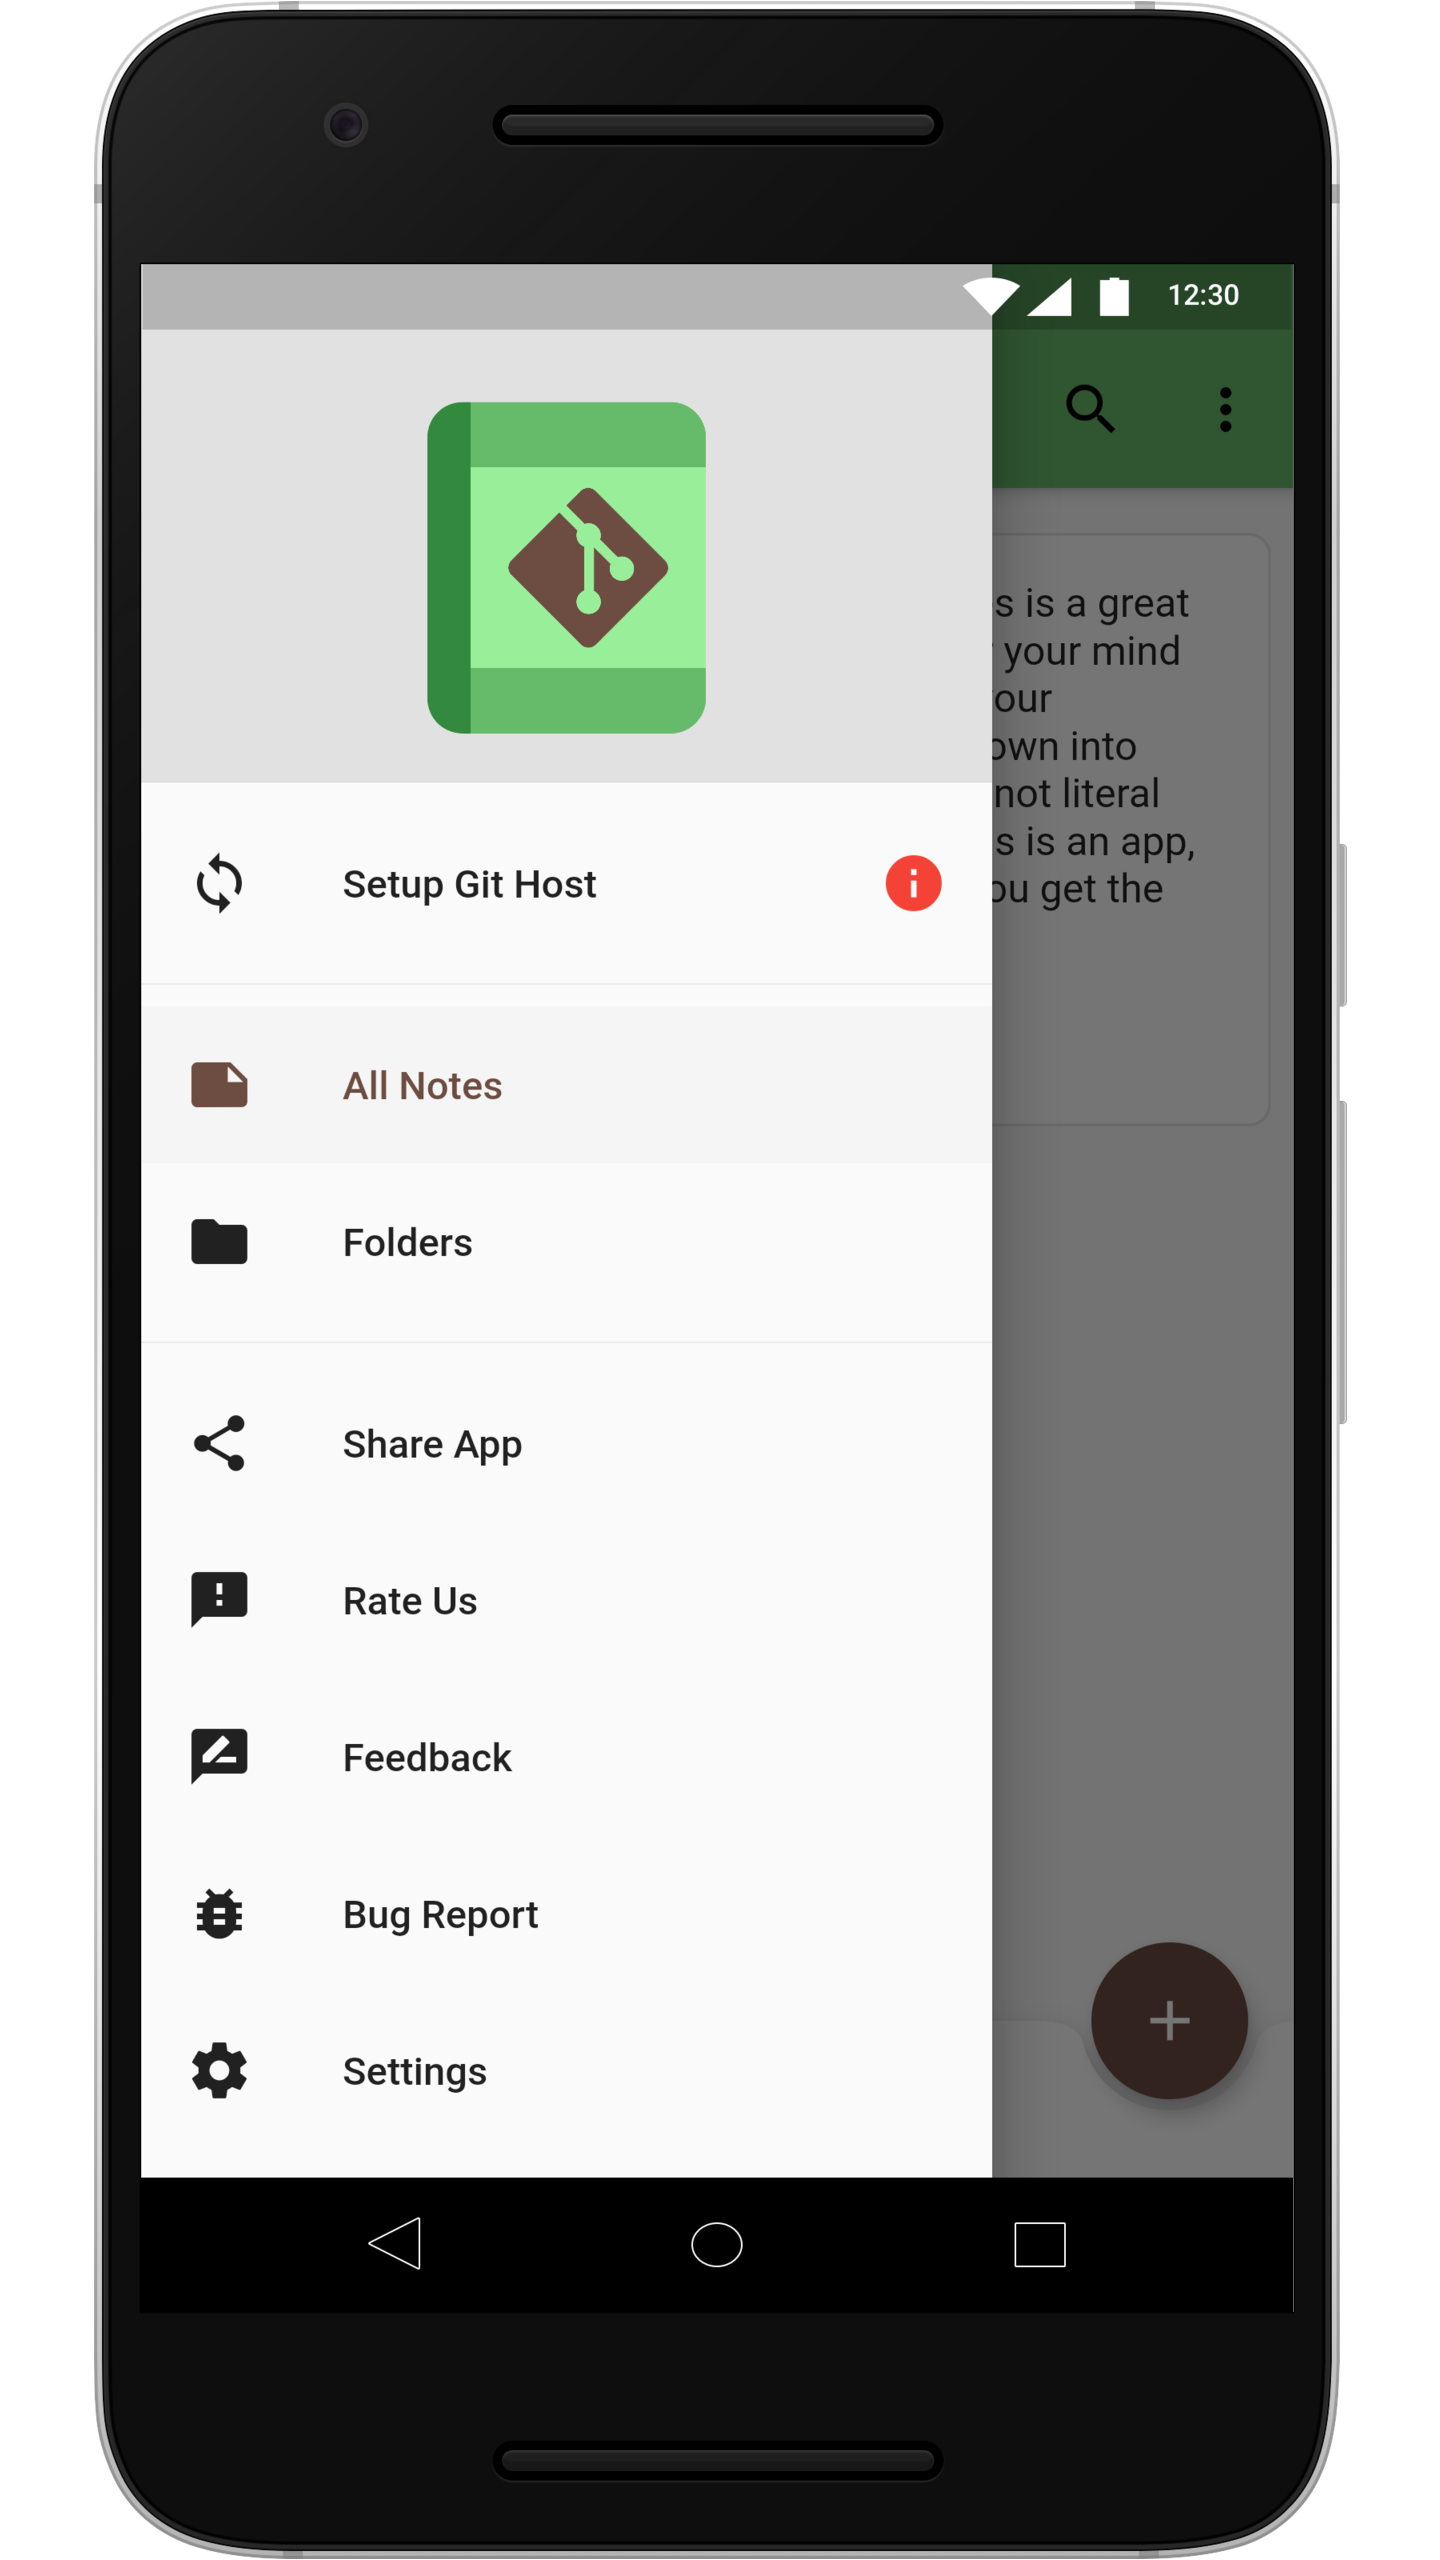 12:30
s is a great
your mind
our
own into
not literal
s is an app,
ou get the
Setup Git Host
All Notes
Folders
Share App
Rate Us
Feedback
Bug Report
Settings